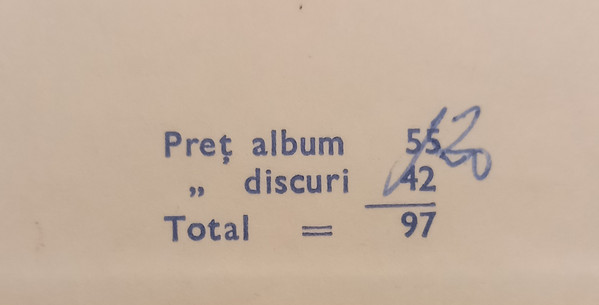 Preț album 55
„ discuri 42
Total = 97